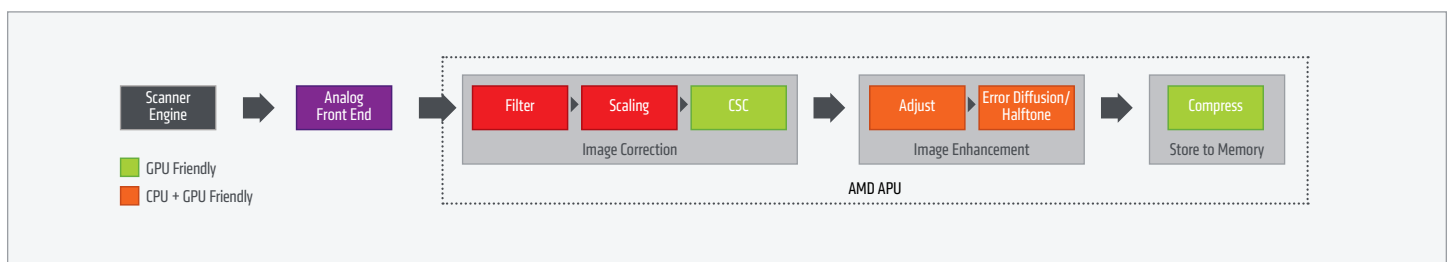 Scanner
Engine
Analog
Front End
Filter
Scaling
CSC
Image Correction
Adjust
Error Diffusion/
Halftone
Image Enhancement
Compress
Store to Memory
AMD APU
GPU Friendly
CPU + GPU Friendly